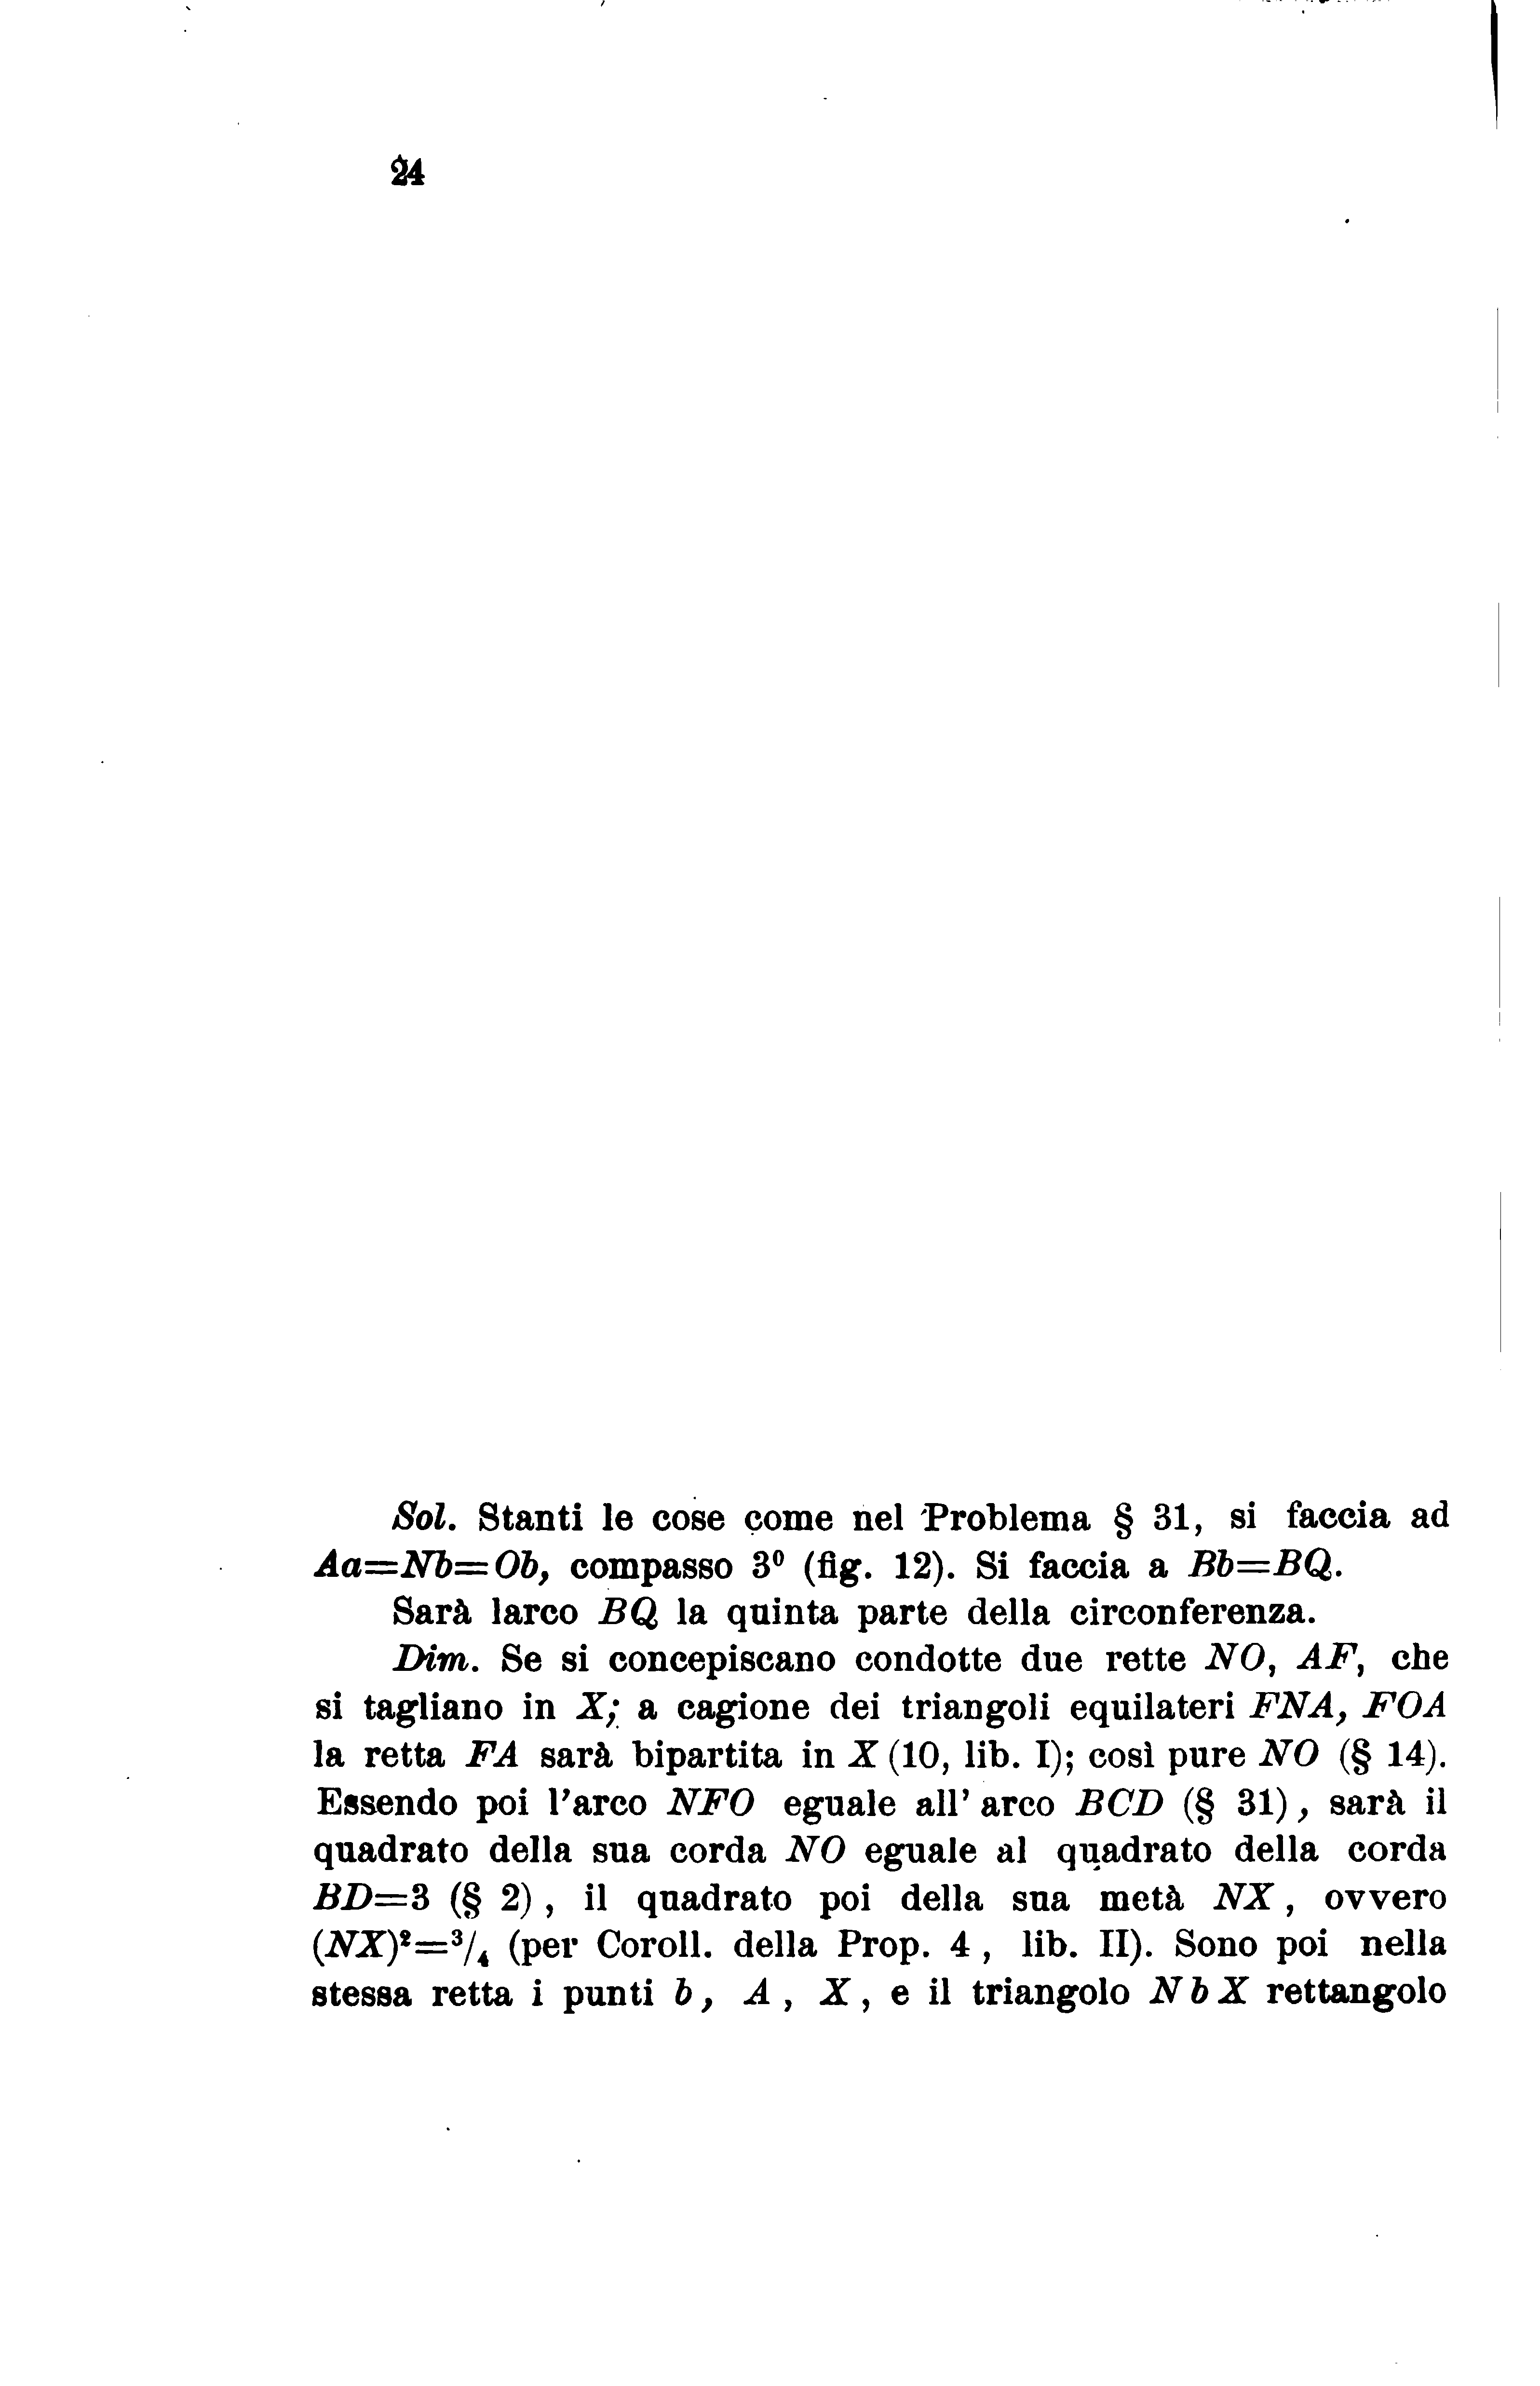 24
Sol. Stanti le cose come nel Problema § 31, si faccia ad
Aa=Nb=Ob, compasso 3⁰ (fig. 12). Si faccia a Bb=BQ.
Sarà larco BQ la quinta parte della circonferenza.
Dim. Se si concepiscano condotte due rette NO, AF, che
si tagliano in X; a cagione dei triangoli equilateri FNA, FOA
la retta FA sarà bipartita in X (10, lib. I); così pure NO (§ 14).
Essendo poi l'arco NFO eguale all' arco BCD (§ 31), sarà il
quadrato della sua corda NO eguale al quadrato della corda
BD=3 (§ 2), il quadrato poi della sua metà NX, ovvero
(NX)²=³/₄ (per Coroll. della Prop. 4, lib. II). Sono poi nella
stessa retta i punti b, A, X, e il triangolo N b X rettangolo